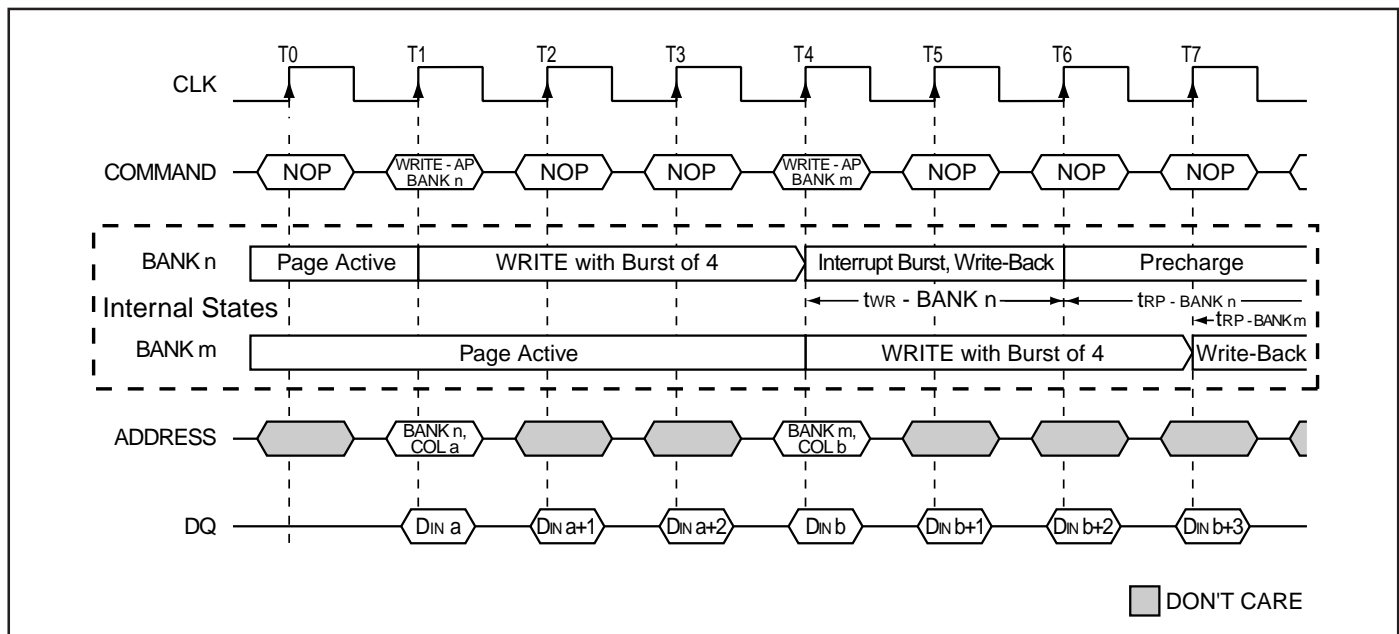 T0 T1 T2 T3 T4 T5 T6 T7
CLK
COMMAND NOP WRITE - AP BANK n NOP NOP WRITE - AP BANK m NOP NOP NOP
BANK n Page Active WRITE with Burst of 4 Interrupt Burst, Write-Back Precharge
tWR - BANK n tRP - BANK n
Internal States
tRP - BANK m
BANK m Page Active WRITE with Burst of 4 Write-Back
ADDRESS BANK n, COL a BANK m, COL b
DQ DIN a DIN a+1 DIN a+2 DIN b DIN b+1 DIN b+2 DIN b+3
DON'T CARE